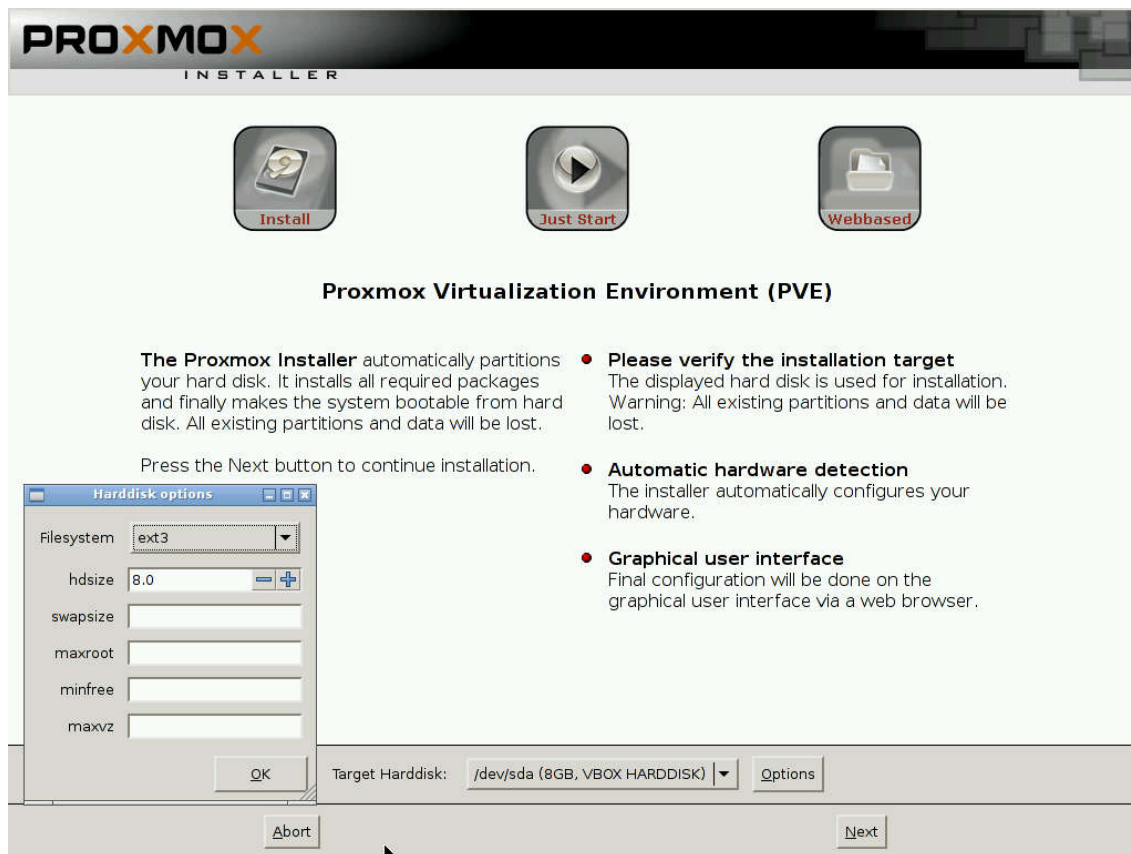 PROXMOX
INSTALLER
Install
Just Start
Webbased
Proxmox Virtualization Environment (PVE)
The Proxmox Installer automatically partitions
your hard disk. It installs all required packages
and finally makes the system bootable from hard
disk. All existing partitions and data will be lost.
Press the Next button to continue installation.
Please verify the installation target
The displayed hard disk is used for installation.
Warning: All existing partitions and data will be
lost.
Automatic hardware detection
The installer automatically configures your
hardware.
Graphical user interface
Final configuration will be done on the
graphical user interface via a web browser.
Harddisk options
Filesystem ext3
hdsize 8.0
swapsize
maxroot
minfree
maxvz
OK
Target Harddisk: /dev/sda (8GB, VBOX HARDDISK) Options
Abort Next